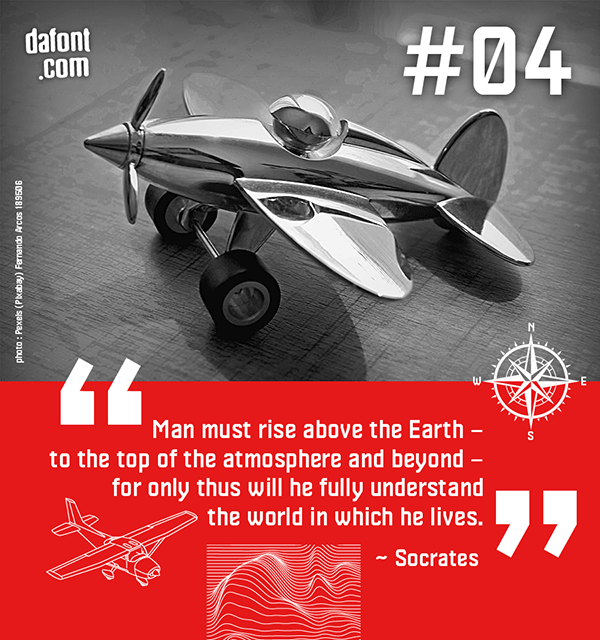 dafont
.com
#04
photo : Pexels (Pixabay) Fernando Arcos 189506
N
W E
S
“
Man must rise above the Earth –
to the top of the atmosphere and beyond –
for only thus will he fully understand
the world in which he lives.
”
~ Socrates